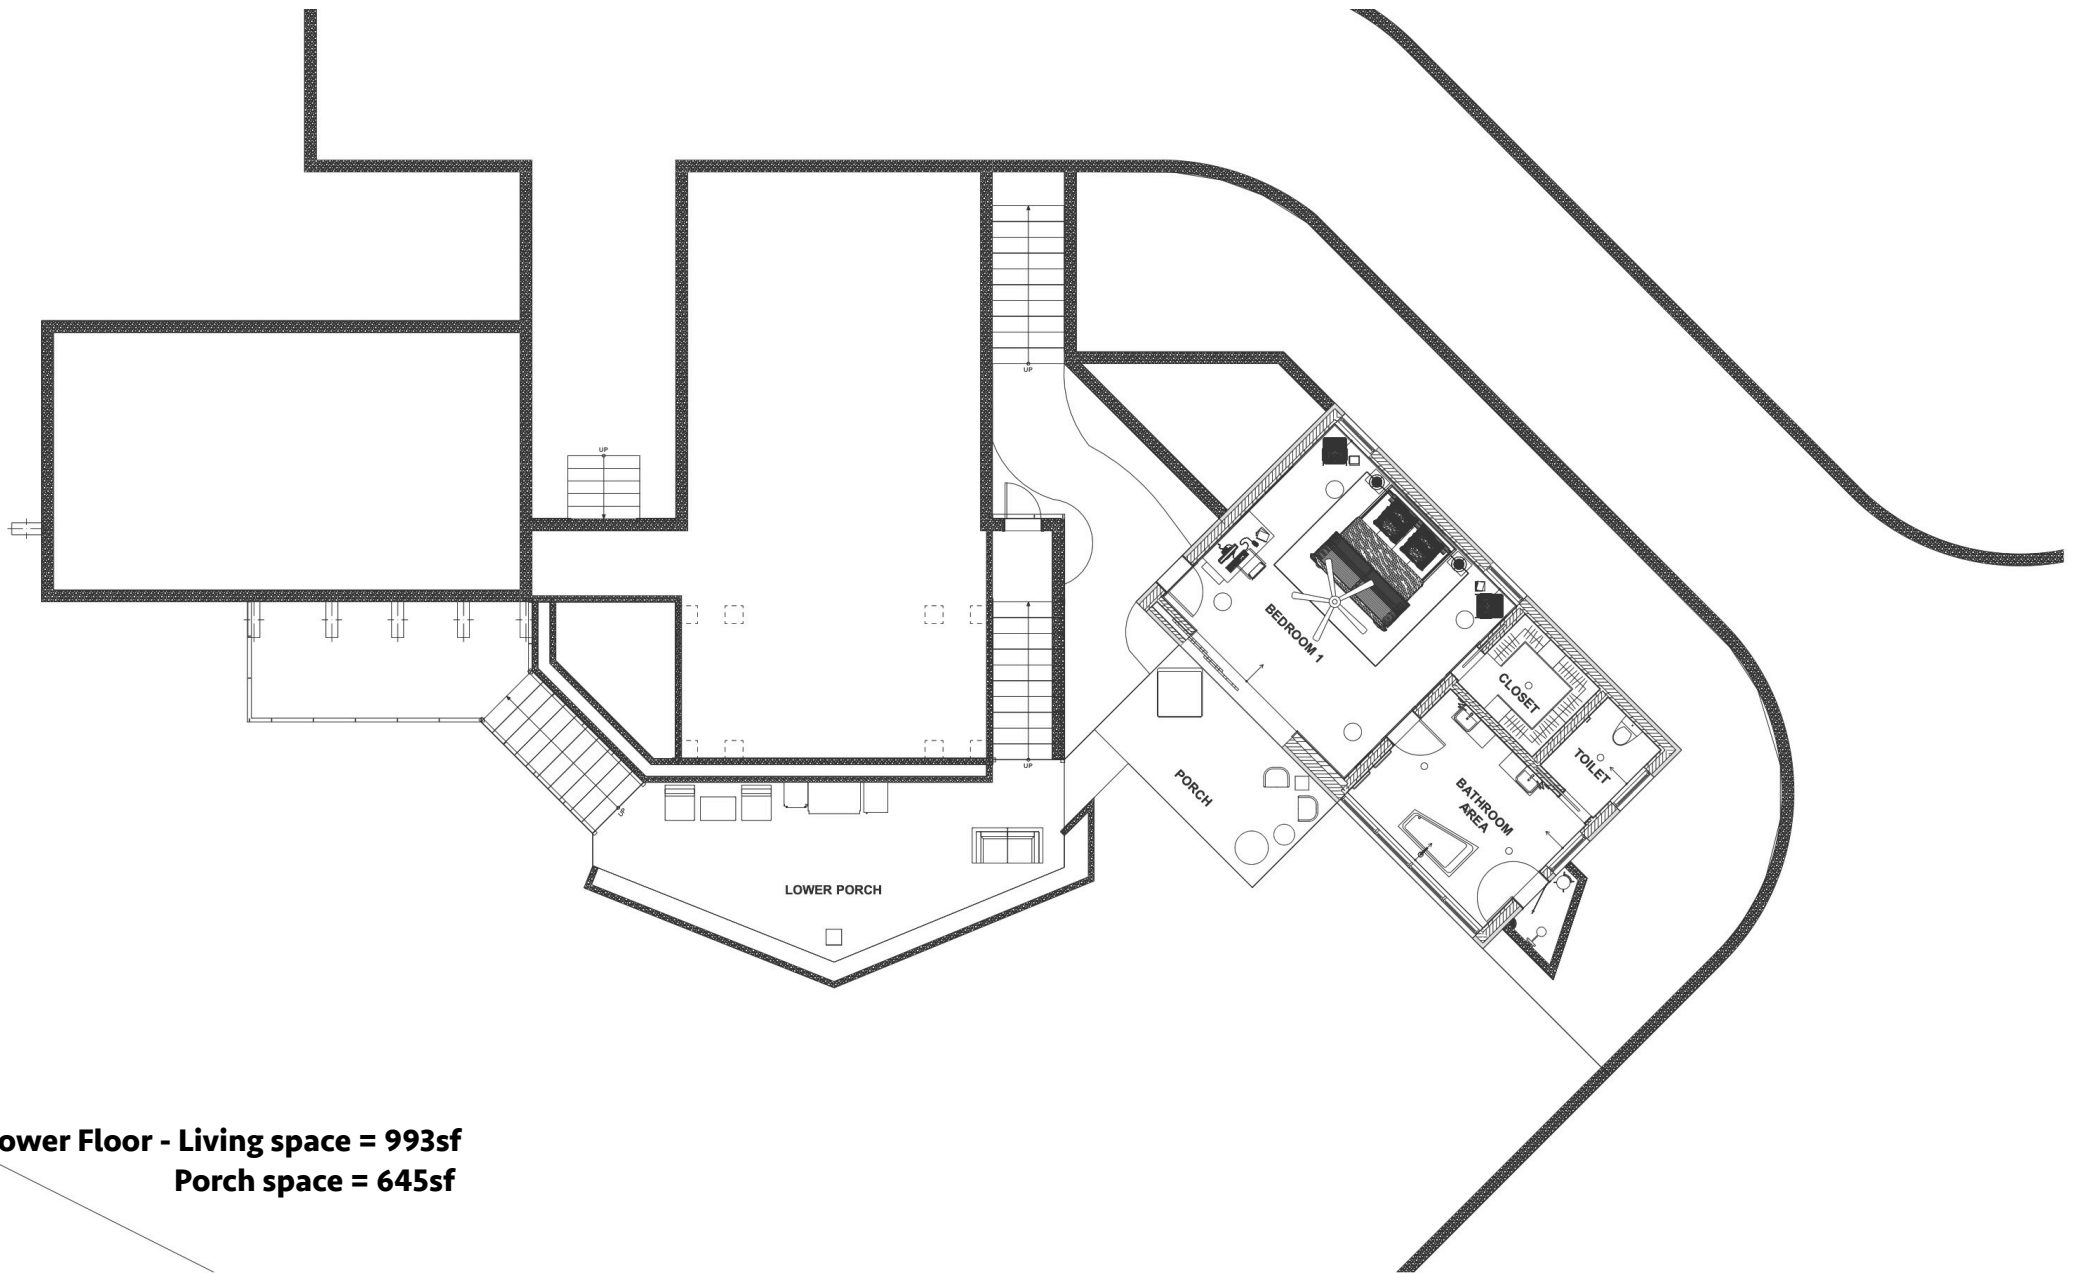 UP
UP
UP
UP
UP
BEDROOM 1
CLOSET
TOILET
BATHROOM
AREA
PORCH
LOWER PORCH
ower Floor - Living space = 993sf
Porch space = 645sf